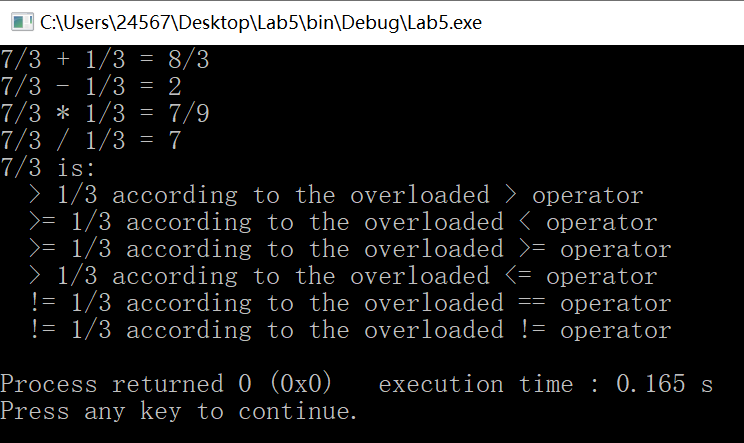 C:\Users\24567\Desktop\Lab5\bin\Debug\Lab5.exe
7/3 + 1/3 = 8/3
7/3 - 1/3 = 2
7/3 * 1/3 = 7/9
7/3 / 1/3 = 7
7/3 is:
  > 1/3 according to the overloaded > operator
  >= 1/3 according to the overloaded < operator
  >= 1/3 according to the overloaded >= operator
  > 1/3 according to the overloaded <= operator
  != 1/3 according to the overloaded == operator
  != 1/3 according to the overloaded != operator
Process returned 0 (0x0)   execution time : 0.165 s
Press any key to continue.